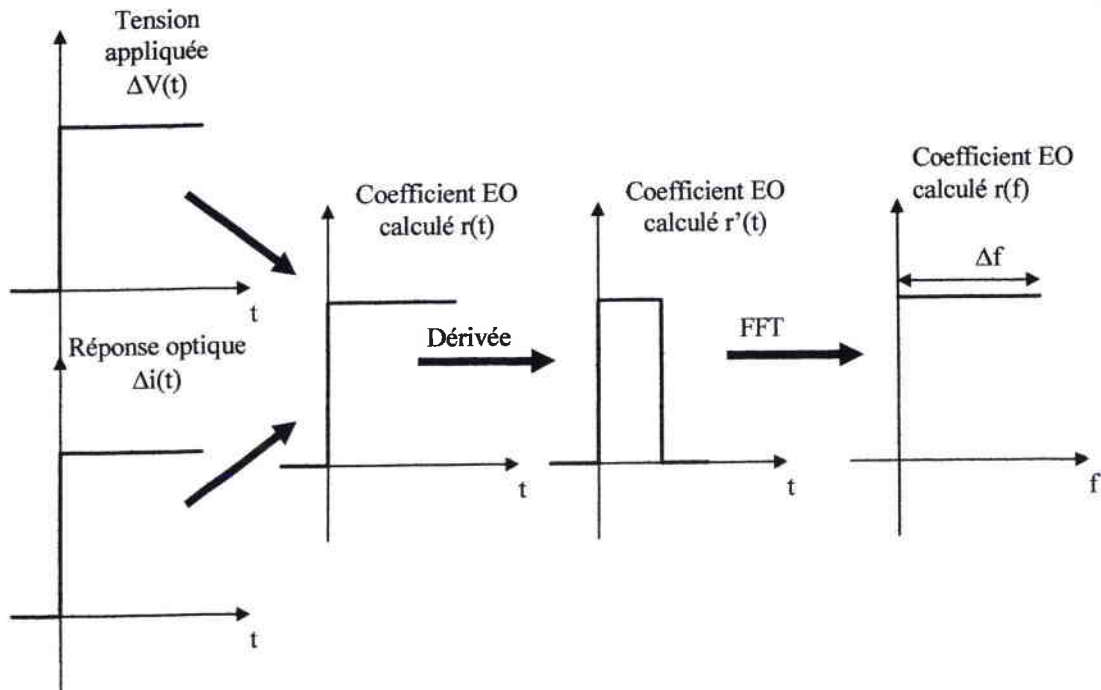 Tension
appliquée
ΔV(t)
t
Réponse optique
Δi(t)
t
Coefficient EO
calculé r(t)
t
Dérivée
Coefficient EO
calculé r’(t)
t
FFT
Coefficient EO
calculé r(f)
Δf
f